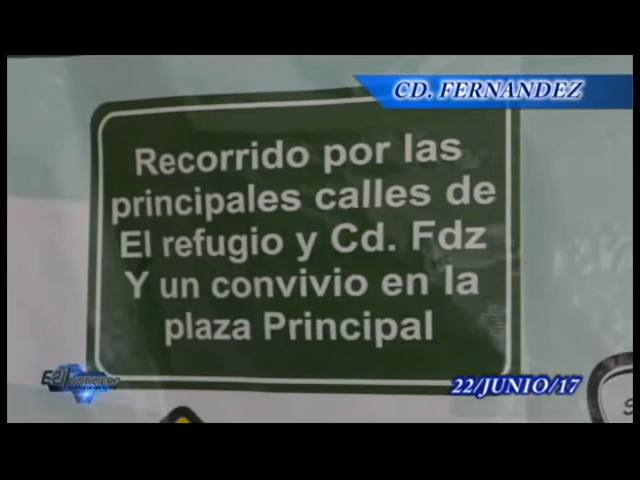 CD. FERNANDEZ
Recorrido por las
principales calles de
El refugio y Cd. Fdz
Y un convivio en la
plaza Principal
22/JUNIO/17
NOTICIERO